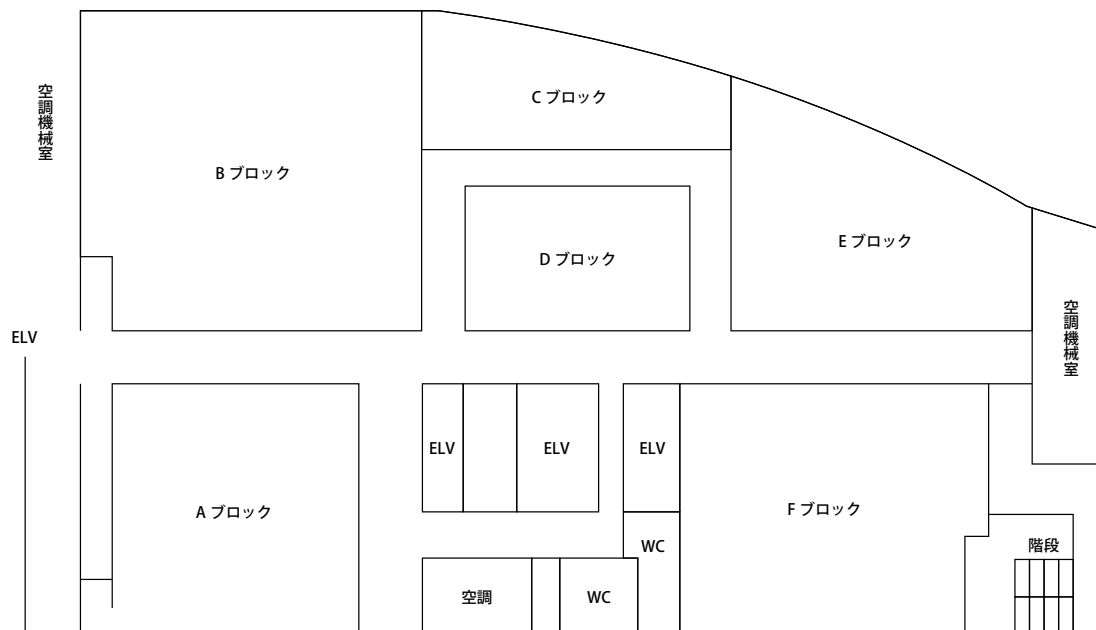 空調機械室
C ブロック
B ブロック
E ブロック
D ブロック
空調機械室
ELV
ELV
ELV
ELV
A ブロック
F ブロック
WC
階段
空調
WC